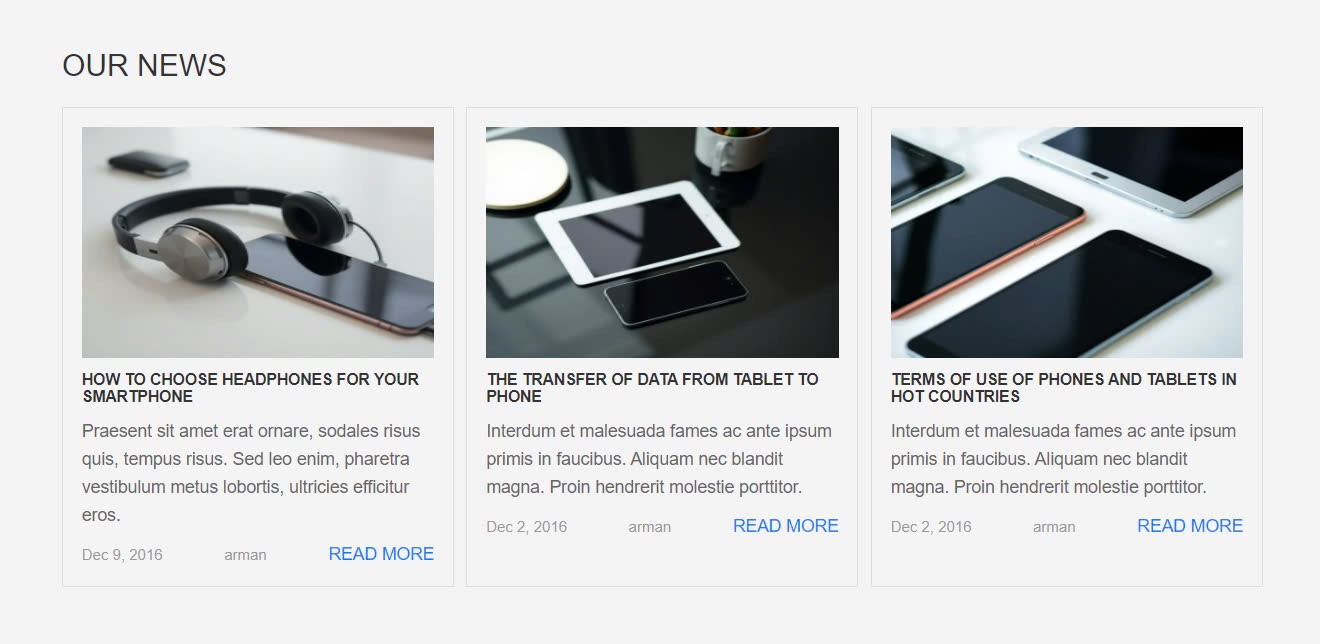 OUR NEWS
HOW TO CHOOSE HEADPHONES FOR YOUR
SMARTPHONE
Praesent sit amet erat ornare, sodales risus
quis, tempus risus. Sed leo enim, pharetra
vestibulum metus lobortis, ultricies efficitur
eros.
Dec 9, 2016 arman READ MORE
THE TRANSFER OF DATA FROM TABLET TO
PHONE
Interdum et malesuada fames ac ante ipsum
primis in faucibus. Aliquam nec blandit
magna. Proin hendrerit molestie porttitor.
Dec 2, 2016 arman READ MORE
TERMS OF USE OF PHONES AND TABLETS IN
HOT COUNTRIES
Interdum et malesuada fames ac ante ipsum
primis in faucibus. Aliquam nec blandit
magna. Proin hendrerit molestie porttitor.
Dec 2, 2016 arman READ MORE